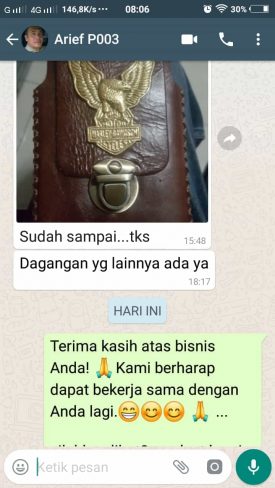 G 4G 146,8K/s 08:06 30%
Arief P003
HARLEY-DAVIDSON
Sudah sampai...tks
15:48
Dagangan yg lainnya ada ya
18:17
HARI INI
Terima kasih atas bisnis
Anda! 🙏 Kami berharap
dapat bekerja sama dengan
Anda lagi.😁😊😊 🙏 ...
Ketik pesan